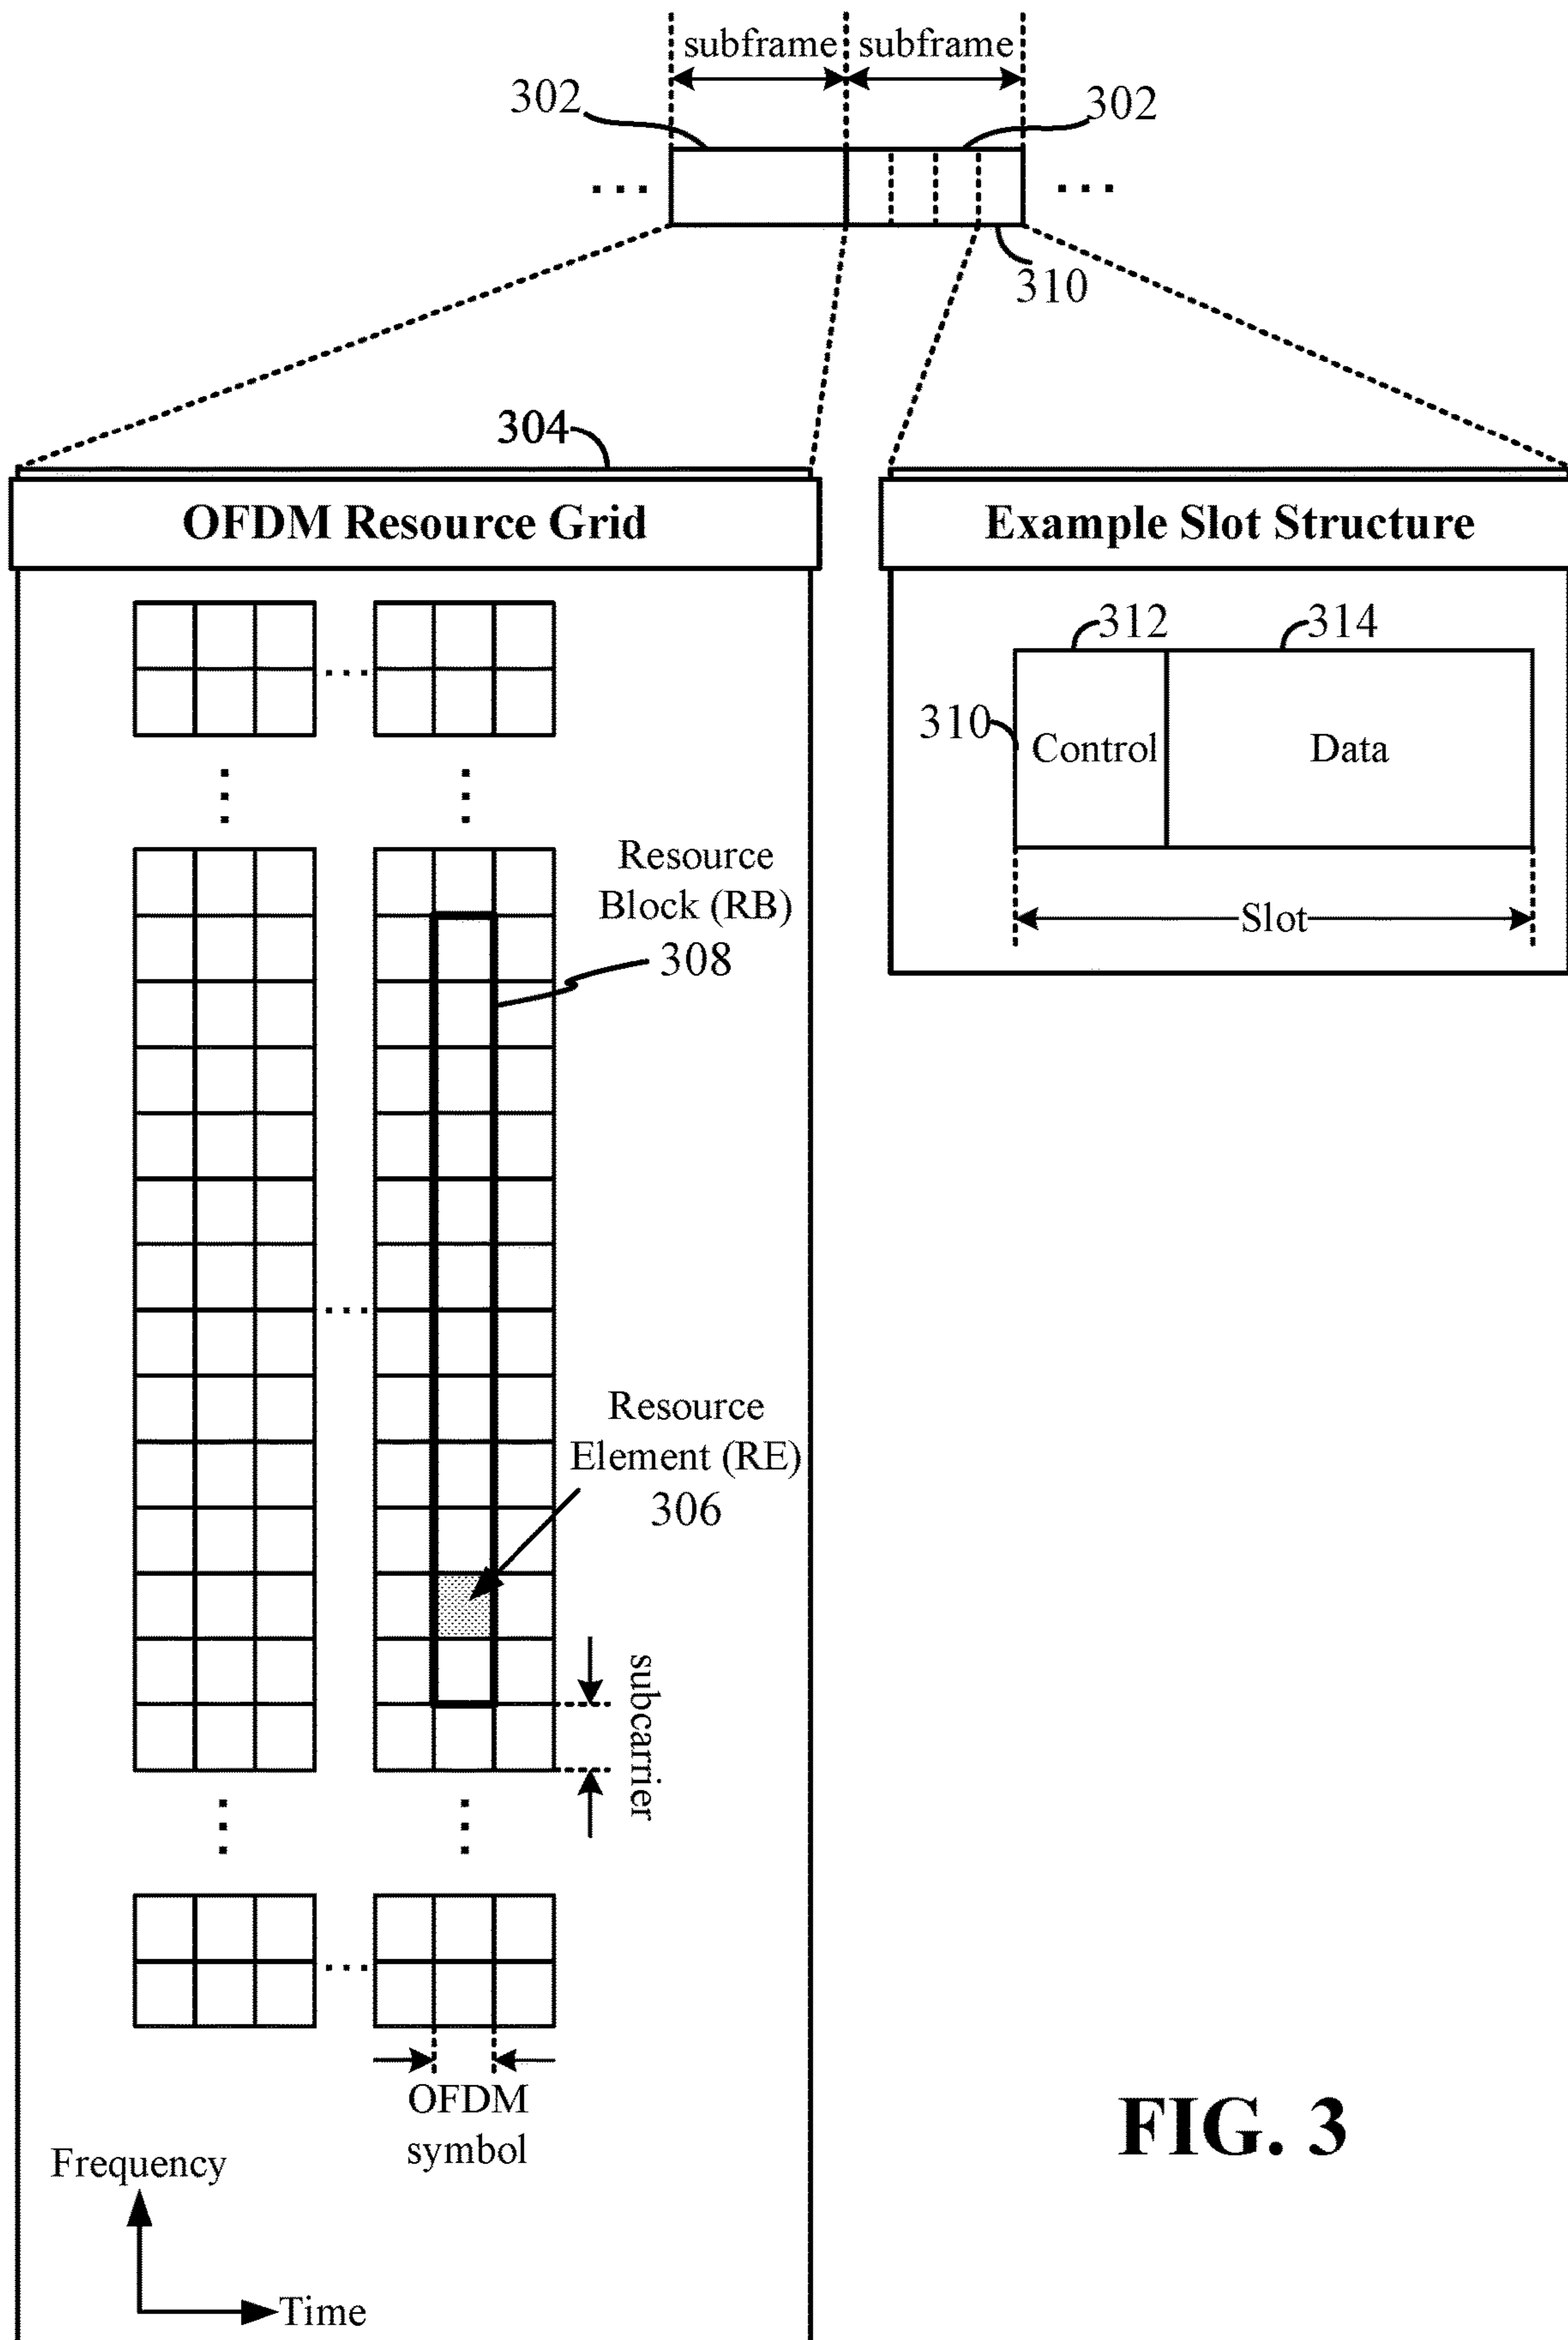 subframe subframe
302 302
... ...
310
304
OFDM Resource Grid
Example Slot Structure
312 314
310
Control Data
Slot
Resource
Block (RB)
308
Resource
Element (RE)
306
subcarrier
OFDM
symbol
Frequency
Time
FIG. 3